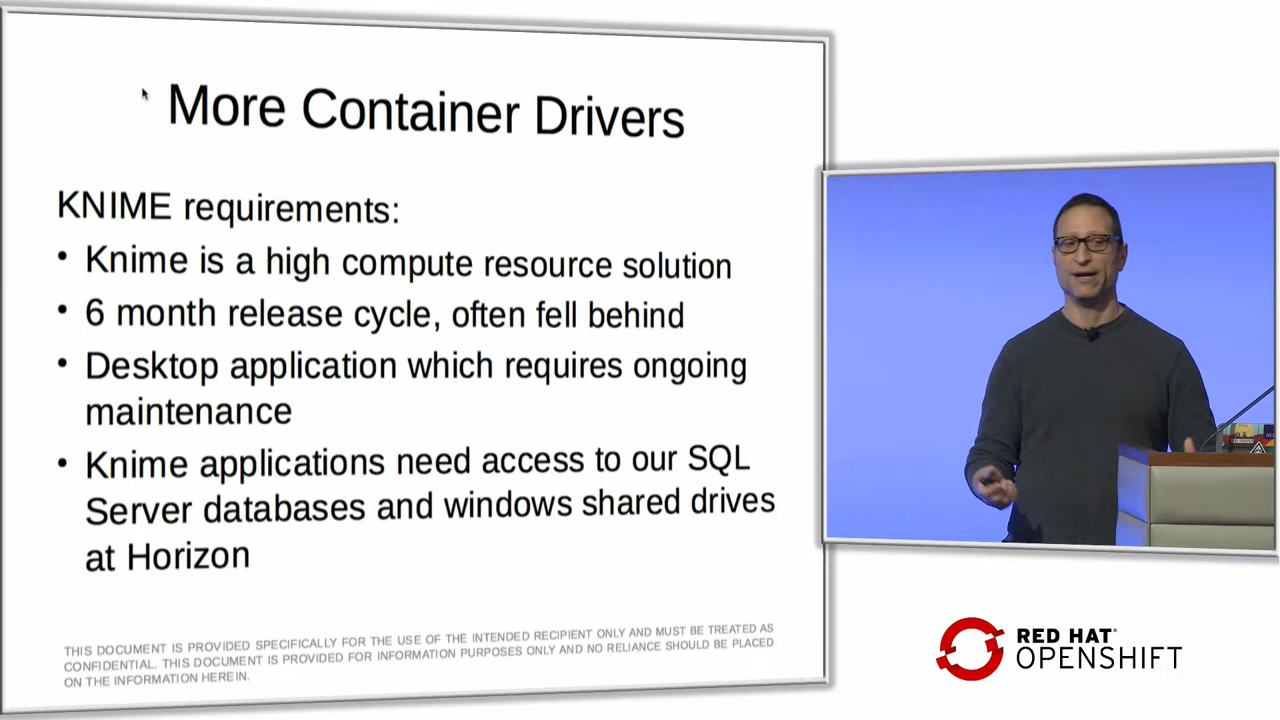 More Container Drivers
KNIME requirements:
• Knime is a high compute resource solution
• 6 month release cycle, often fell behind
• Desktop application which requires ongoing
maintenance
• Knime applications need access to our SQL
Server databases and windows shared drives
at Horizon
THIS DOCUMENT IS PROVIDED SPECIFICALLY FOR THE USE OF THE INTENDED RECIPIENT ONLY AND MUST BE TREATED AS
CONFIDENTIAL. THIS DOCUMENT IS PROVIDED FOR INFORMATION PURPOSES ONLY AND NO RELIANCE SHOULD BE PLACED
ON THE INFORMATION HEREIN.
RED HAT®
OPENSHIFT